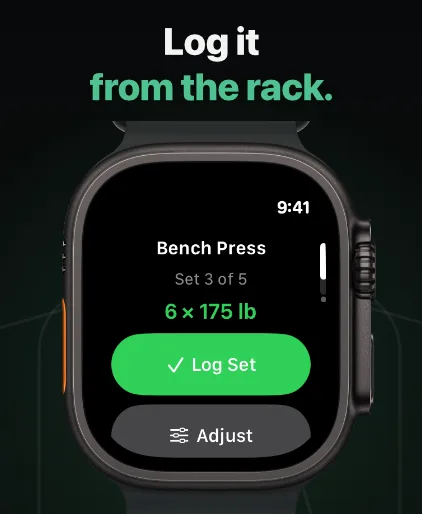 Log it
from the rack.
9:41
Bench Press
Set 3 of 5
6 × 175 lb
✓ Log Set
Adjust